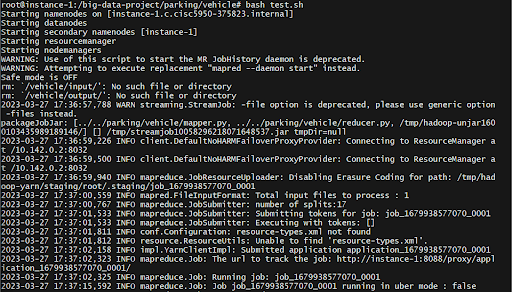 root@instance-1:/big-data-project/parking/vehicle# bash test.sh
Starting namenodes on [instance-1.c.cisc5950-375823.internal]
Starting datanodes
Starting secondary namenodes [instance-1]
Starting resourcemanager
Starting nodemanagers
WARNING: Use of this script to start the MR JobHistory daemon is deprecated.
WARNING: Attempting to execute replacement "mapred --daemon start" instead.
Safe mode is OFF
rm: `/vehicle/input/': No such file or directory
rm: `/vehicle/output/': No such file or directory
2023-03-27 17:36:57,788 WARN streaming.StreamJob: -file option is deprecated, please use generic option
-files instead.
packageJobJar: [../../parking/vehicle/mapper.py, ../../parking/vehicle/reducer.py, /tmp/hadoop-unjar160
0103435989189146/] [] /tmp/streamjob1005829621807164 8537.jar tmpDir=null
2023-03-27 17:36:59,226 INFO client.DefaultNoHARMFailoverProxyProvider: Connecting to ResourceManager a
t /10.142.0.2:8032
2023-03-27 17:36:59,500 INFO client.DefaultNoHARMFailoverProxyProvider: Connecting to ResourceManager a
t /10.142.0.2:8032
2023-03-27 17:36:59,940 INFO mapreduce.JobResourceUploader: Disabling Erasure Coding for path: /tmp/had
oop-yarn/staging/root/.staging/job_1679938577070_0001
2023-03-27 17:37:00,559 INFO mapred.FileInputFormat: Total input files to process : 1
2023-03-27 17:37:00,767 INFO mapreduce.JobSubmitter: number of splits:17
2023-03-27 17:37:01,533 INFO mapreduce.JobSubmitter: Submitting tokens for job: job_1679938577070_0001
2023-03-27 17:37:01,533 INFO mapreduce.JobSubmitter: Executing with tokens: []
2023-03-27 17:37:01,811 INFO conf.Configuration: resource-types.xml not found
2023-03-27 17:37:01,812 INFO resource.ResourceUtils: Unable to find 'resource-types.xml'.
2023-03-27 17:37:02,158 INFO impl.YarnClientImpl: Submitted application application_1679938577070_0001
2023-03-27 17:37:02,323 INFO mapreduce.Job: The url to track the job: http://instance-1:8088/proxy/appl
ication_1679938577070_0001/
2023-03-27 17:37:02,325 INFO mapreduce.Job: Running job: job_1679938577070_0001
2023-03-27 17:37:15,592 INFO mapreduce.Job: Job job_1679938577070_0001 running in uber mode : false